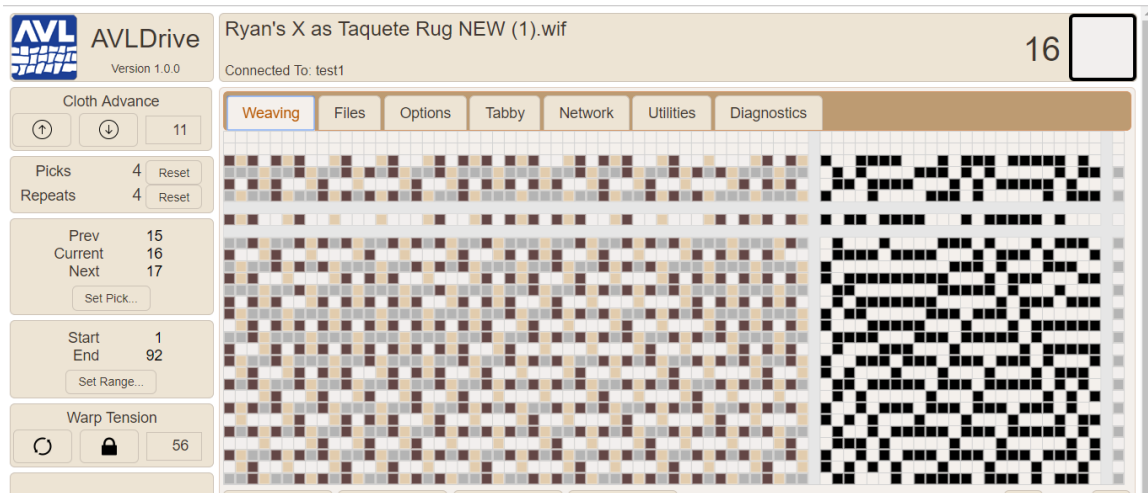 AVL
AVLDrive
Version 1.0.0
Ryan's X as Taquete Rug NEW (1).wif
Connected To: test1
16
Cloth Advance
11
Picks 4 Reset
Repeats 4 Reset
Prev 15
Current 16
Next 17
Set Pick...
Start 1
End 92
Set Range...
Warp Tension
56
Weaving Files Options Tabby Network Utilities Diagnostics